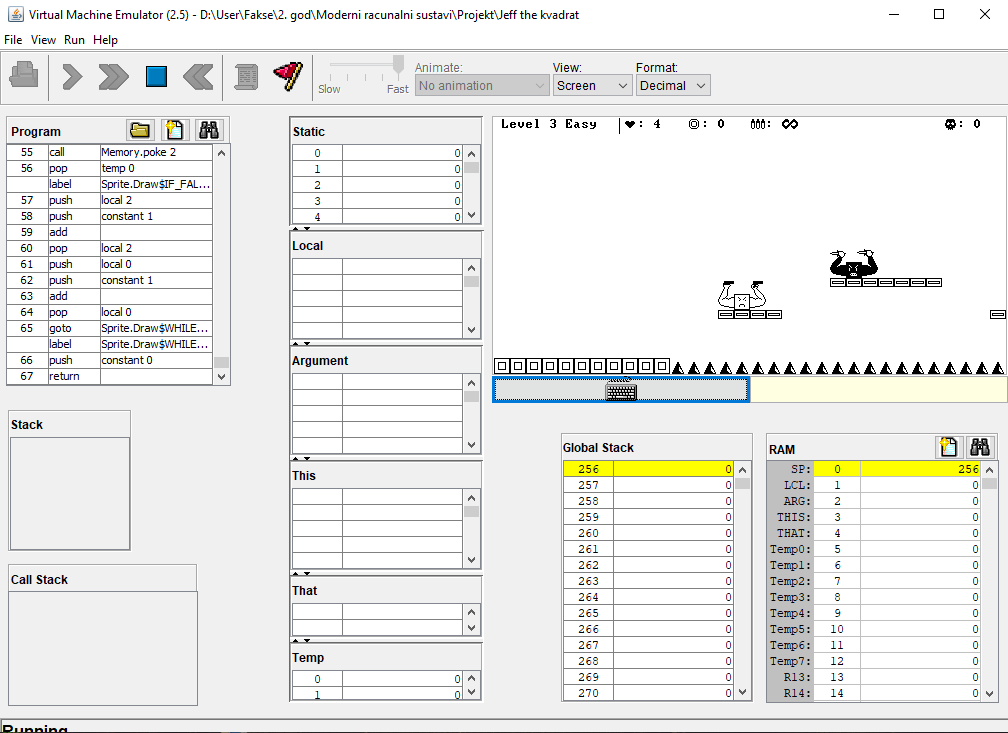 Virtual Machine Emulator (2.5) - D:\User\Fakse\2. god\Moderni racunalni sustavi\Projekt\Jeff the kvadrat
File View Run Help
Slow Fast
Animate: View: Format:
No animation Screen Decimal
Program
55 call Memory.poke 2
56 pop temp 0
label Sprite.Draw$IF_FAL...
57 push local 2
58 push constant 1
59 add
60 pop local 2
61 push local 0
62 push constant 1
63 add
64 pop local 0
65 goto Sprite.Draw$WHILE...
label Sprite.Draw$WHILE...
66 push constant 0
67 return
Stack
Call Stack
Static
0 0
1 0
2 0
3 0
4 0
Local
Argument
This
That
Temp
0 0
1 0
Level 3 Easy : 4 : 0 : ∞ : 0
Global Stack
256 0
257 0
258 0
259 0
260 0
261 0
262 0
263 0
264 0
265 0
266 0
267 0
268 0
269 0
270 0
RAM
SP: 0 256
LCL: 1 0
ARG: 2 0
THIS: 3 0
THAT: 4 0
Temp0: 5 0
Temp1: 6 0
Temp2: 7 0
Temp3: 8 0
Temp4: 9 0
Temp5: 10 0
Temp6: 11 0
Temp7: 12 0
R13: 13 0
R14: 14 0
Running